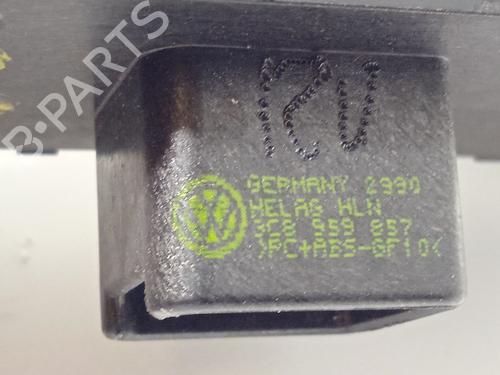 B-PARTS
GERMANY 2990
HELAG HLN
3C8 959 857
>PC+ABS-GF10<